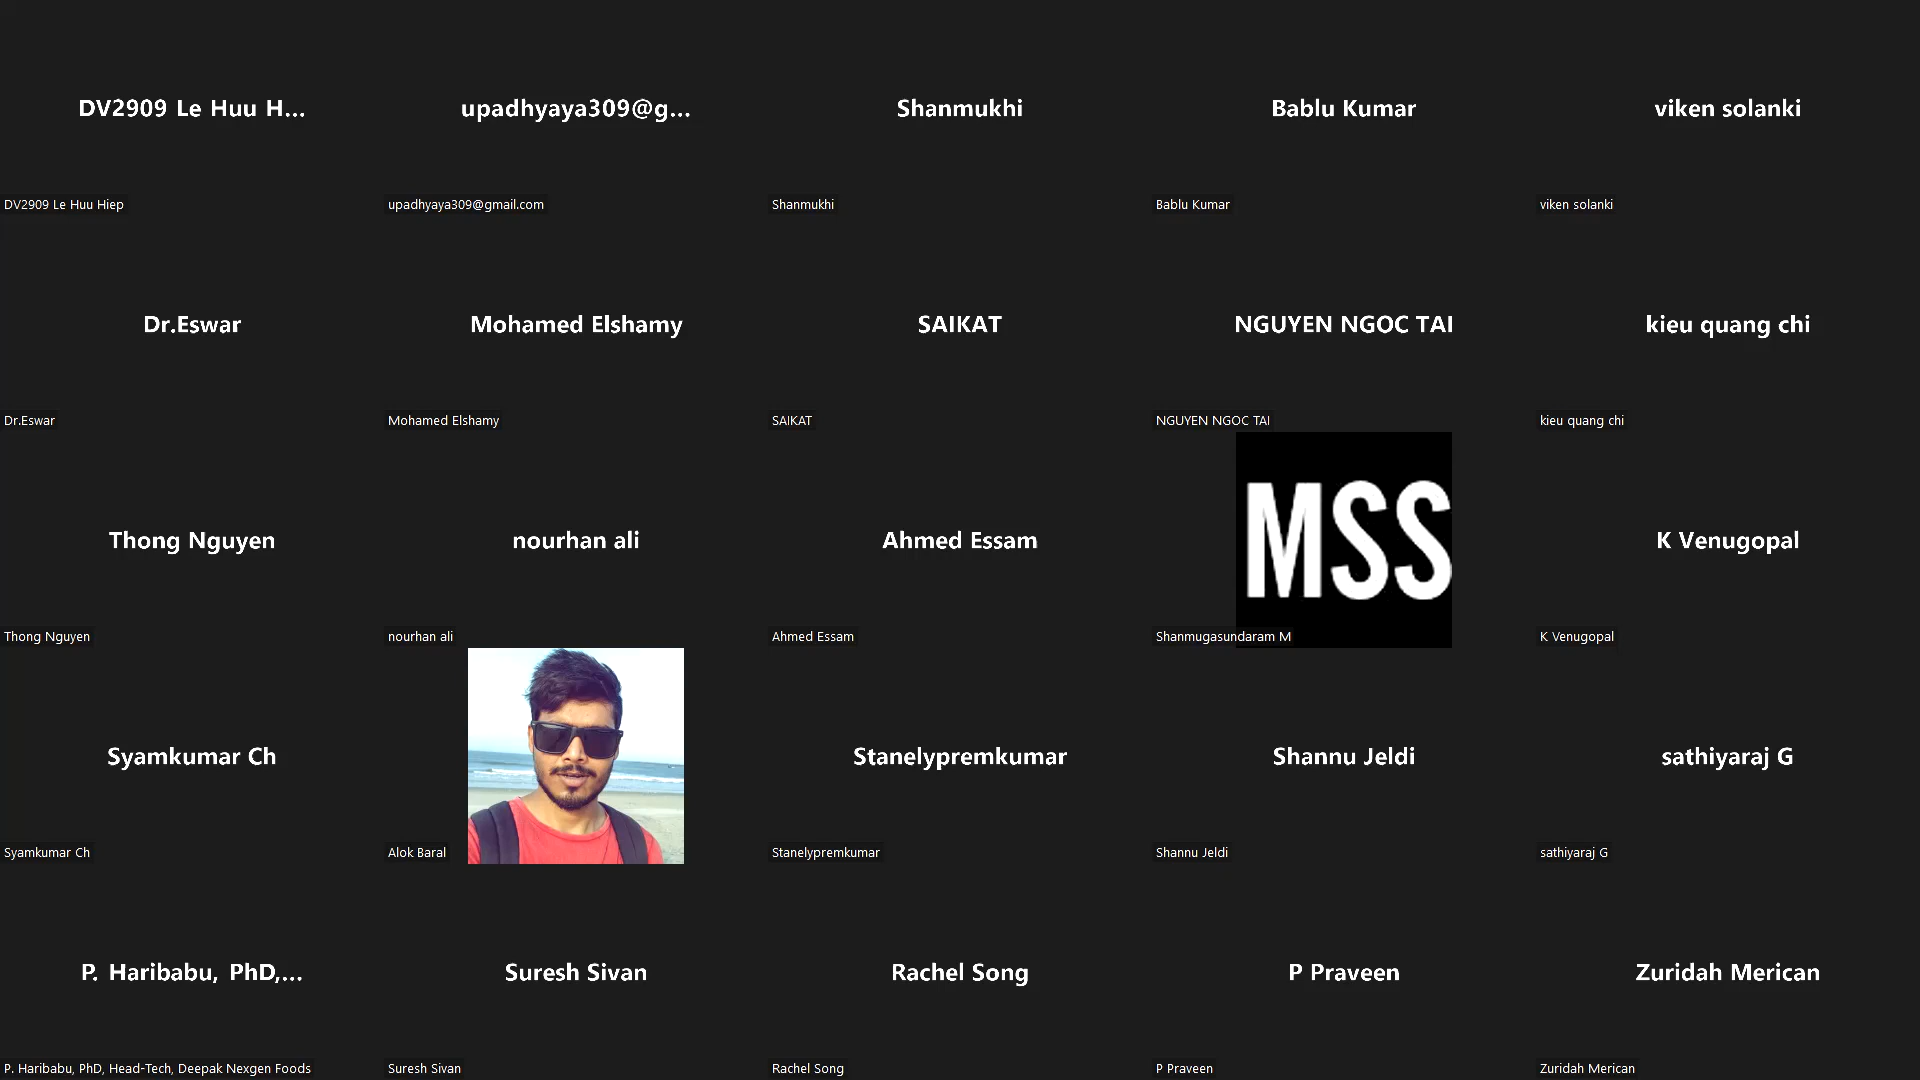 DV2909 Le Huu H...
upadhyaya309@g...
Shanmukhi
Bablu Kumar
viken solanki
DV2909 Le Huu Hiep
upadhyaya309@gmail.com
Shanmukhi
Bablu Kumar
viken solanki
Dr.Eswar
Mohamed Elshamy
SAIKAT
NGUYEN NGOC TAI
kieu quang chi
Dr.Eswar
Mohamed Elshamy
SAIKAT
NGUYEN NGOC TAI
kieu quang chi
Thong Nguyen
nourhan ali
Ahmed Essam
MSS
K Venugopal
Thong Nguyen
nourhan ali
Ahmed Essam
Shanmugasundaram M
K Venugopal
Syamkumar Ch
Stanelypremkumar
Shannu Jeldi
sathiyaraj G
Syamkumar Ch
Alok Baral
Stanelypremkumar
Shannu Jeldi
sathiyaraj G
P. Haribabu, PhD,...
Suresh Sivan
Rachel Song
P Praveen
Zuridah Merican
P. Haribabu, PhD, Head-Tech, Deepak Nexgen Foods
Suresh Sivan
Rachel Song
P Praveen
Zuridah Merican